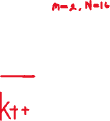 m=2, N=16
k++